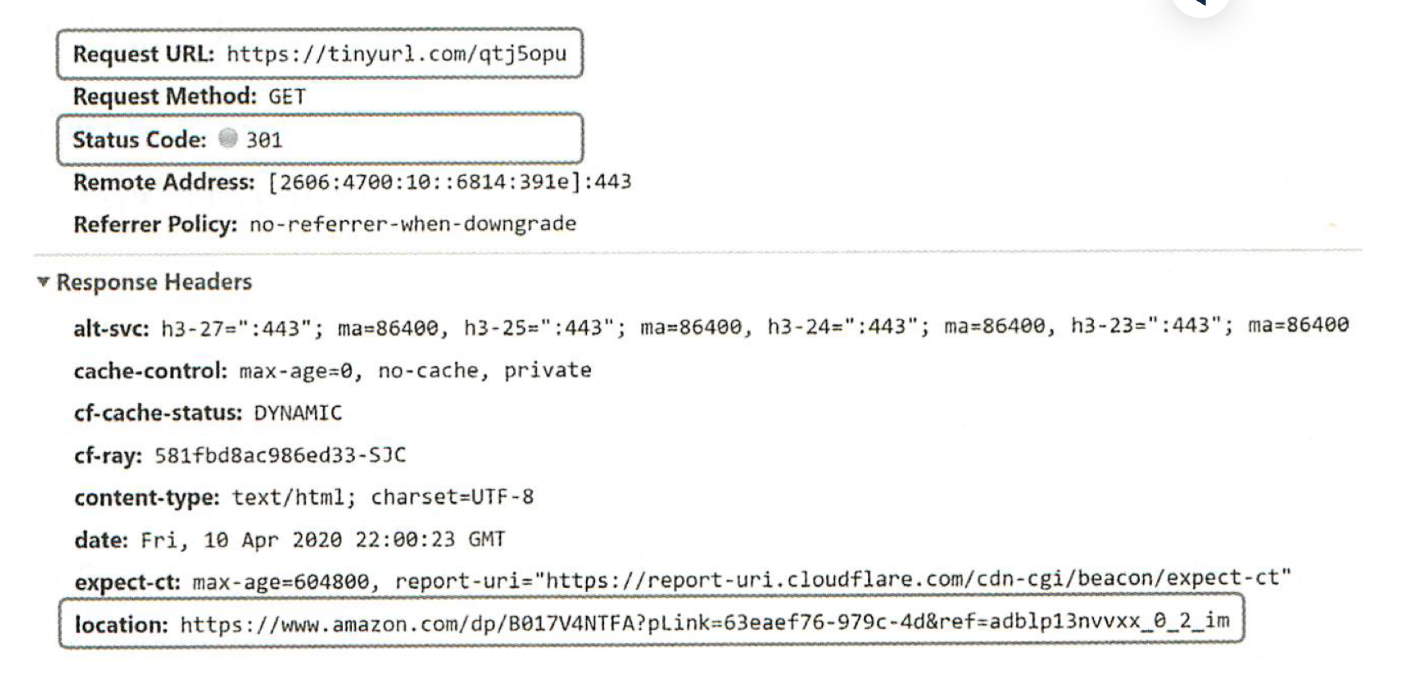 Request URL: https://tinyurl.com/qtj5opu
Request Method: GET
Status Code: 301
Remote Address: [2606:4700:10::6814:391e]:443
Referrer Policy: no-referrer-when-downgrade
Response Headers
alt-svc: h3-27=":443"; ma=86400, h3-25=":443"; ma=86400, h3-24=":443"; ma=86400, h3-23=":443"; ma=86400
cache-control: max-age=0, no-cache, private
cf-cache-status: DYNAMIC
cf-ray: 581fbd8ac986ed33-SJC
content-type: text/html; charset=UTF-8
date: Fri, 10 Apr 2020 22:00:23 GMT
expect-ct: max-age=604800, report-uri="https://report-uri.cloudflare.com/cdn-cgi/beacon/expect-ct"
location: https://www.amazon.com/dp/B017V4NTFA?pLink=63eaef76-979c-4d&ref=adblp13nvvxx_0_2_im